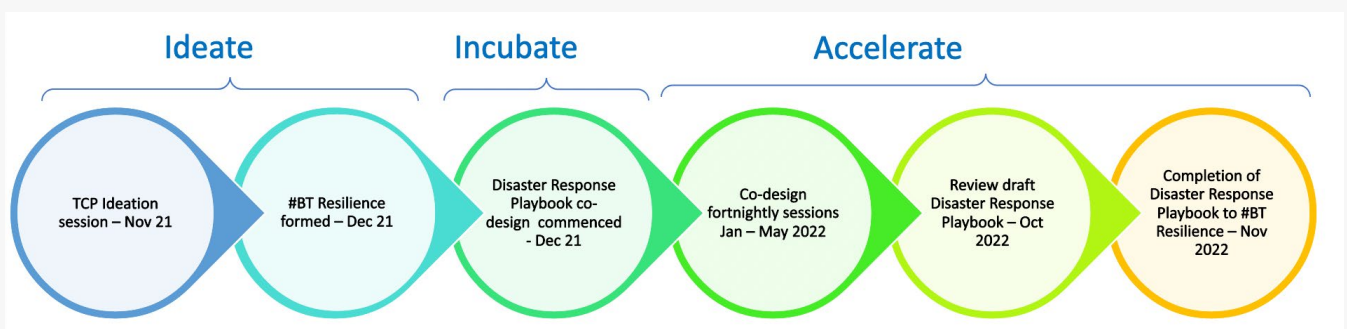 Ideate
Incubate
Accelerate
TCP Ideation
session – Nov 21
#BT Resilience
formed – Dec 21
Disaster Response
Playbook co-
design commenced
- Dec 21
Co-design
fortnightly sessions
Jan – May 2022
Review draft
Disaster Response
Playbook – Oct
2022
Completion of
Disaster Response
Playbook to #BT
Resilience – Nov
2022